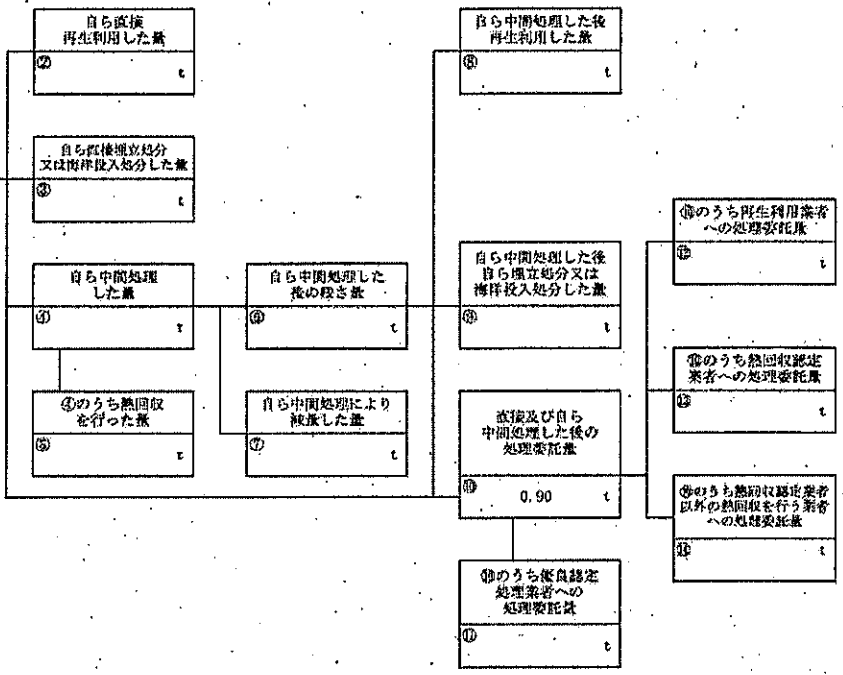 自ら直接
再生利用した量
②
t
自ら中間処理した後
再生利用した量
⑧
t
自ら直接埋立処分
又は海洋投入処分した量
③
t
⑩のうち再生利用業者
への処理委託量
⑫
t
自ら中間処理
した量
④
t
自ら中間処理した
後の残さ量
⑥
t
自ら中間処理した後
自ら埋立処分又は
海洋投入処分した量
⑨
t
⑩のうち熱回収認定
業者への処理委託量
⑬
t
④のうち熱回収
を行った量
⑤
t
自ら中間処理により
減量した量
⑦
t
直接及び自ら
中間処理した後の
処理委託量
⑩
0.90 t
⑩のうち熱回収認定業者
以外の熱回収を行う業者
への処理委託量
⑭
t
⑩のうち優良認定
処理業者への
処理委託量
⑪
t